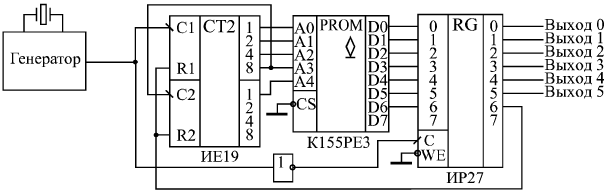 Генератор
C1
R1
C2
R2
CT2
1
2
4
8
1
2
4
8
ИЕ19
A0
A1
A2
A3
A4
CS
PROM
D0
D1
D2
D3
D4
D5
D6
D7
К155РЕ3
0
1
2
3
4
5
6
7
C
WE
RG
0
1
2
3
4
5
6
7
ИР27
Выход 0
Выход 1
Выход 2
Выход 3
Выход 4
Выход 5
1